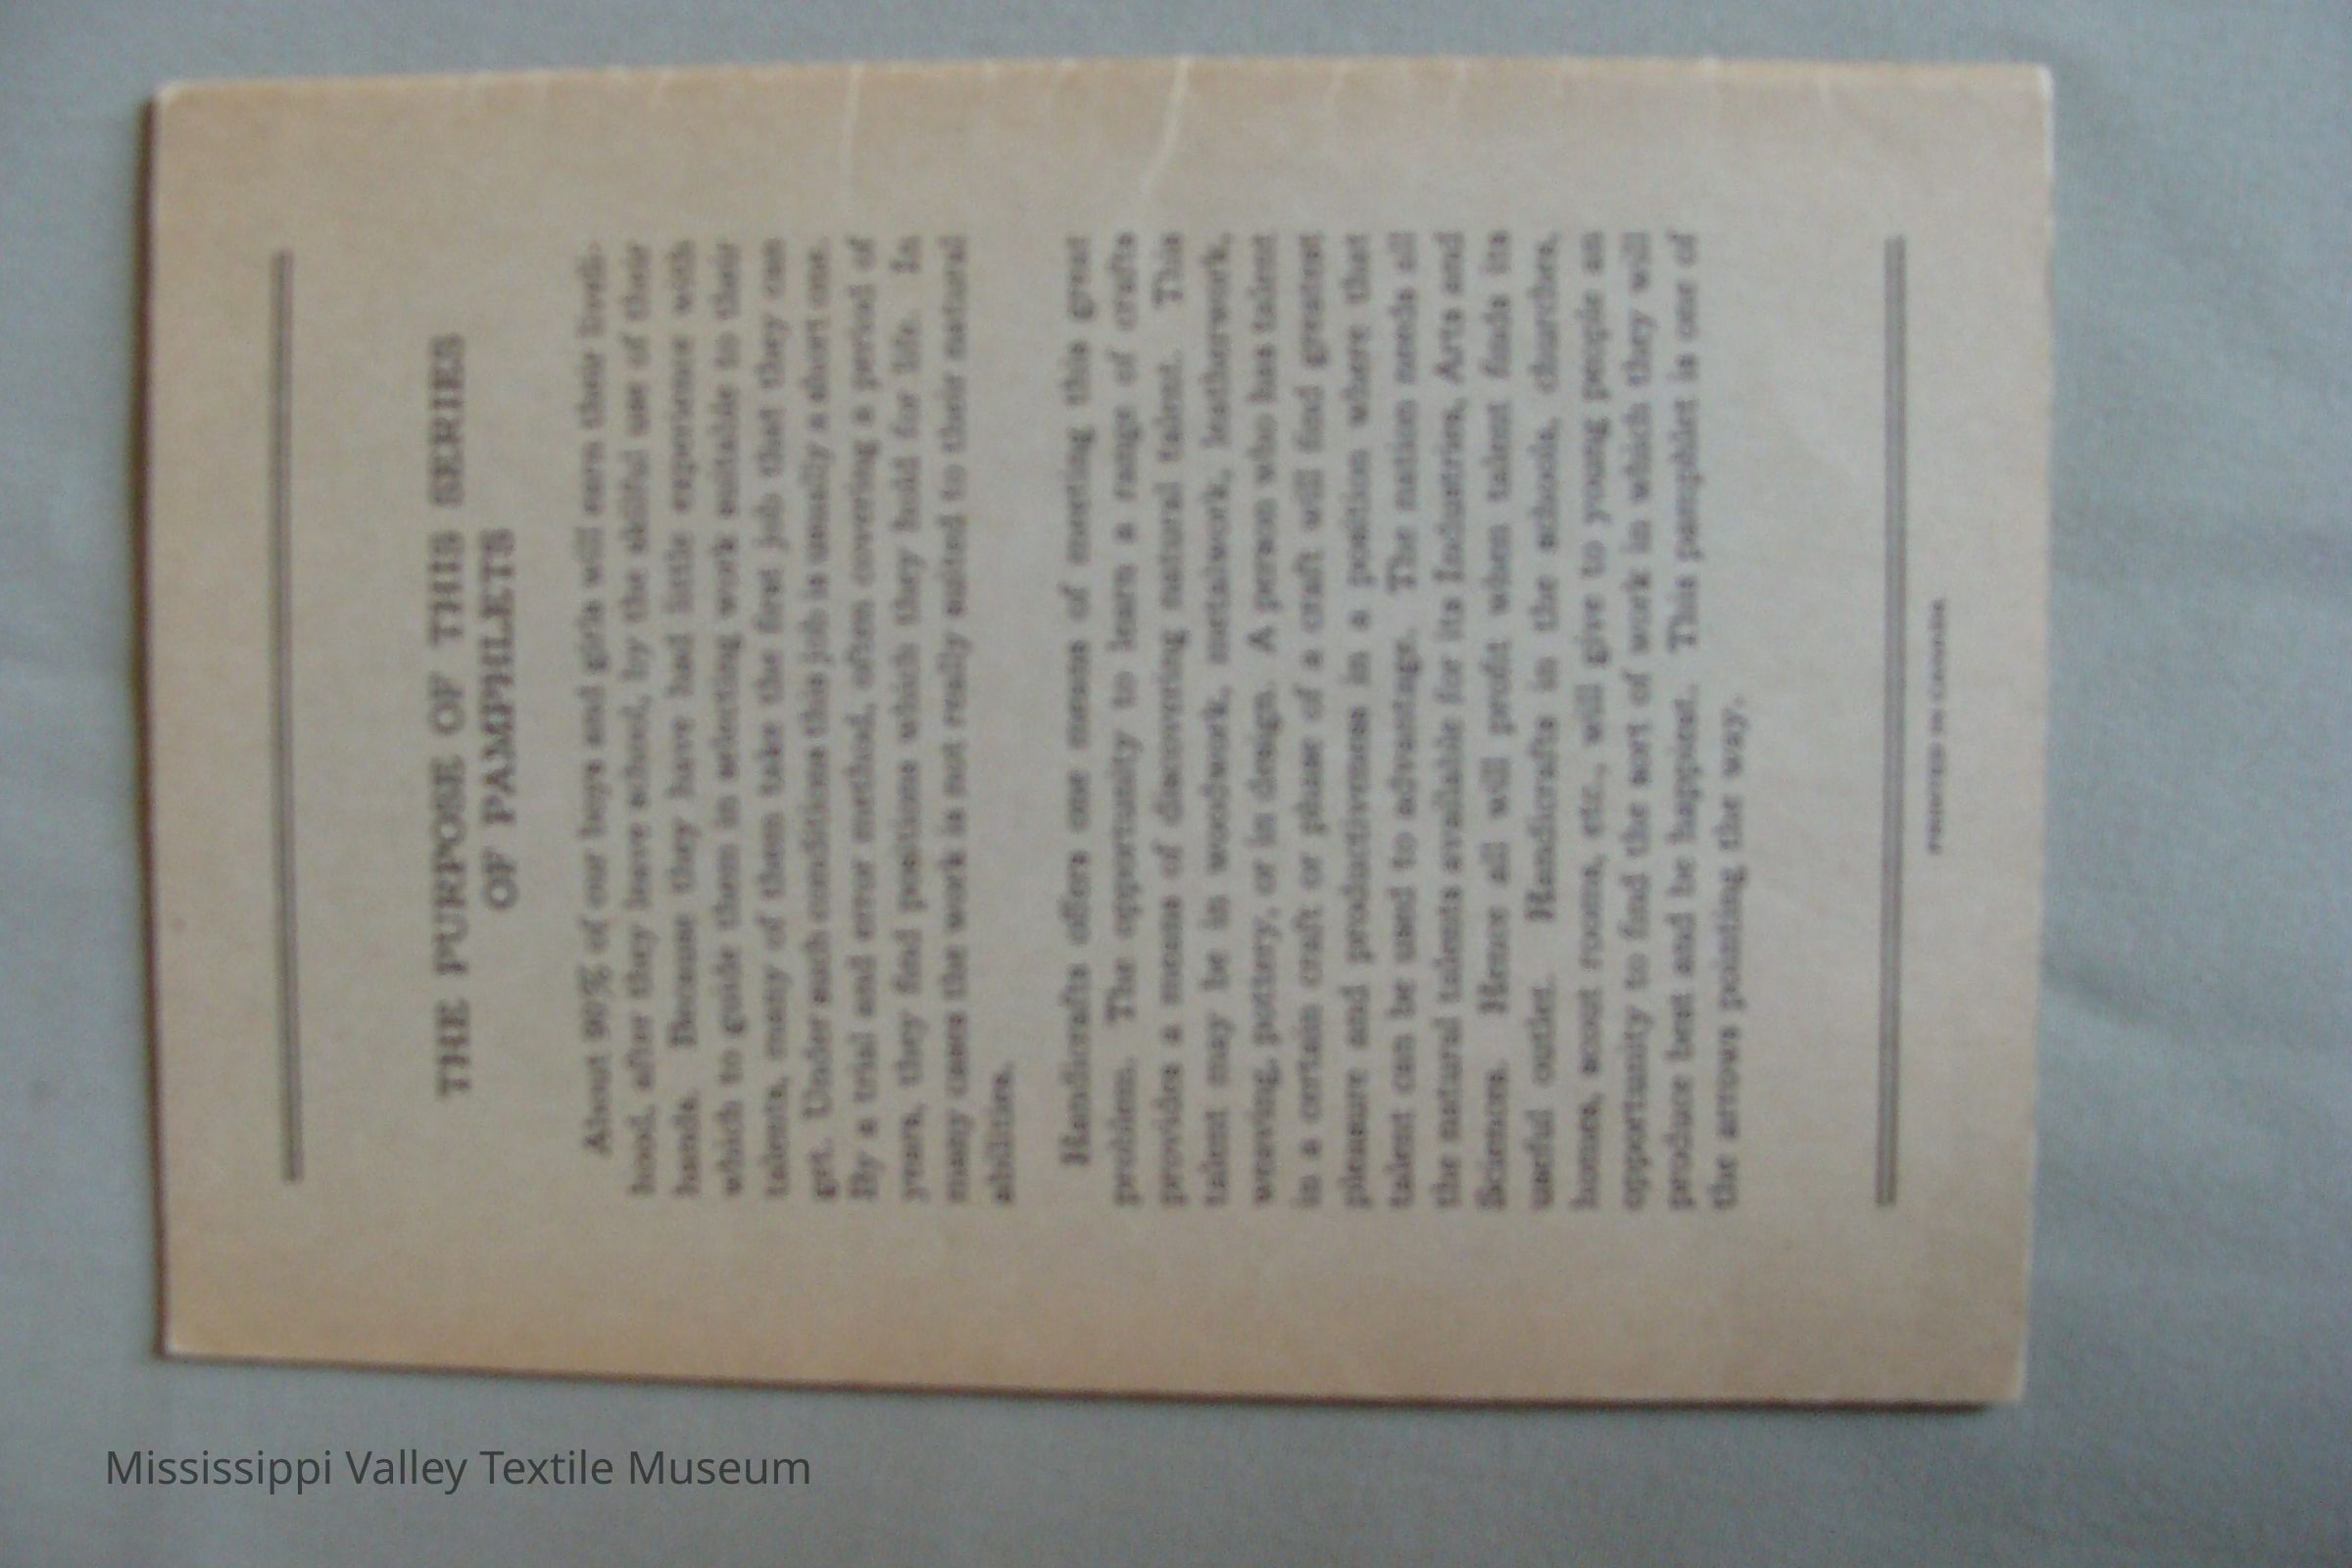 THE PURPOSE OF THIS SERIES
OF PAMPHLETS
About 90% of our boys and girls will earn their liveli-
hood, after they leave school, by the skilful use of their
hands. Because they have had little experience with
which to guide them in selecting work suitable to their
talents, many of them take the first job that they can
get. Under such conditions this job is usually a short one.
By a trial and error method, often covering a period of
years, they find positions which they hold for life. In
many cases the work is not really suited to their natural
abilities.
Handicrafts offers one means of meeting this great
problem. The opportunity to learn a range of crafts
provides a means of discovering natural talent. This
talent may be in woodwork, metalwork, leatherwork,
weaving, pottery, or in design. A person who has talent
in a certain craft or phase of a craft will find greatest
pleasure and productiveness in a position where that
talent can be used to advantage. The nation needs all
the natural talents available for its Industries, Arts and
Sciences. Hence all will profit when talent finds its
useful outlet. Handicrafts in the schools, churches,
homes, scout rooms, etc., will give to young people an
opportunity to find the sort of work in which they will
produce best and be happiest. This pamphlet is one of
the arrows pointing the way.
PRINTED IN CANADA
Mississippi Valley Textile Museum